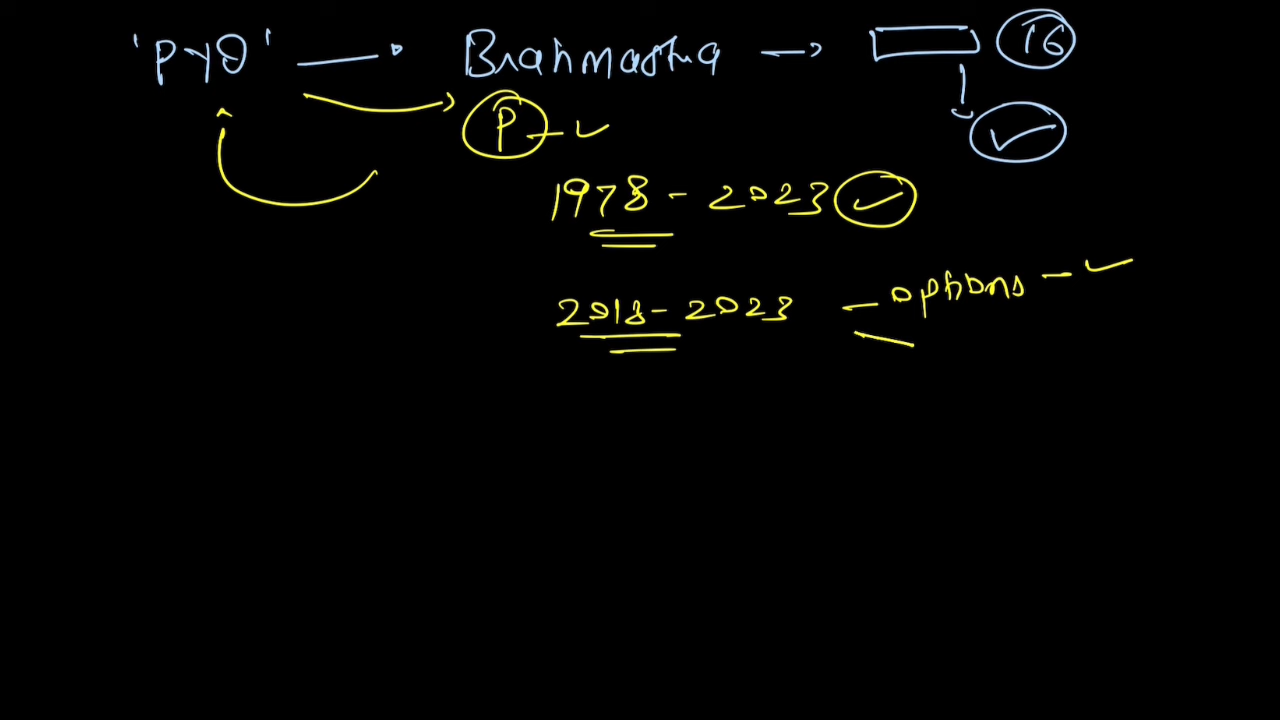 'PYQ' → Brahmastra → 16
P - ✓
1978 - 2023 ✓
2018 - 2023 - options - ✓